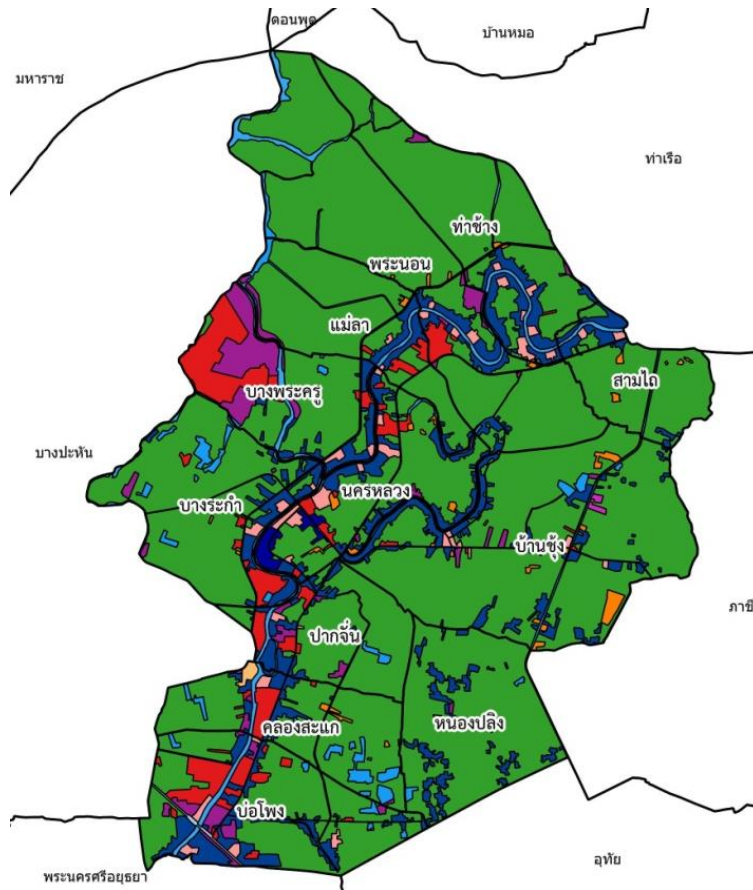 ดอนพุด
บ้านหมอ
มหาราช
ท่าเรือ
ท่าช้าง
พระนอน
แม่ลา
สามไถ
บางพระครู
บางปะหัน
นครหลวง
บางระกำ
บ้านชุ้ง
ภาชี
ปากจั่น
หนองปลิง
คลองสะแก
บ่อโพง
อุทัย
พระนครศรีอยุธยา